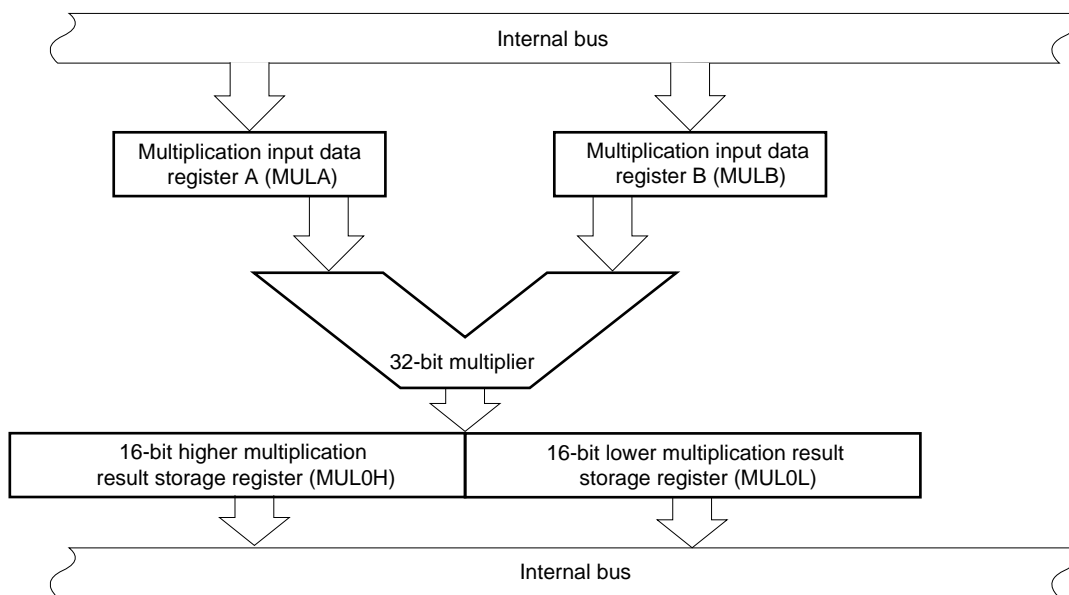 Internal bus
Multiplication input data
register A (MULA)
Multiplication input data
register B (MULB)
32-bit multiplier
16-bit higher multiplication
result storage register (MUL0H)
16-bit lower multiplication result
storage register (MUL0L)
Internal bus